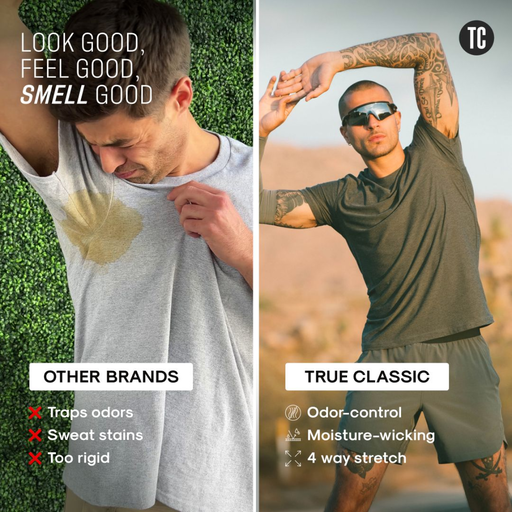 LOOK GOOD,
FEEL GOOD,
SMELL GOOD
TC
OTHER BRANDS
Traps odors
Sweat stains
Too rigid
TRUE CLASSIC
Odor-control
Moisture-wicking
4 way stretch